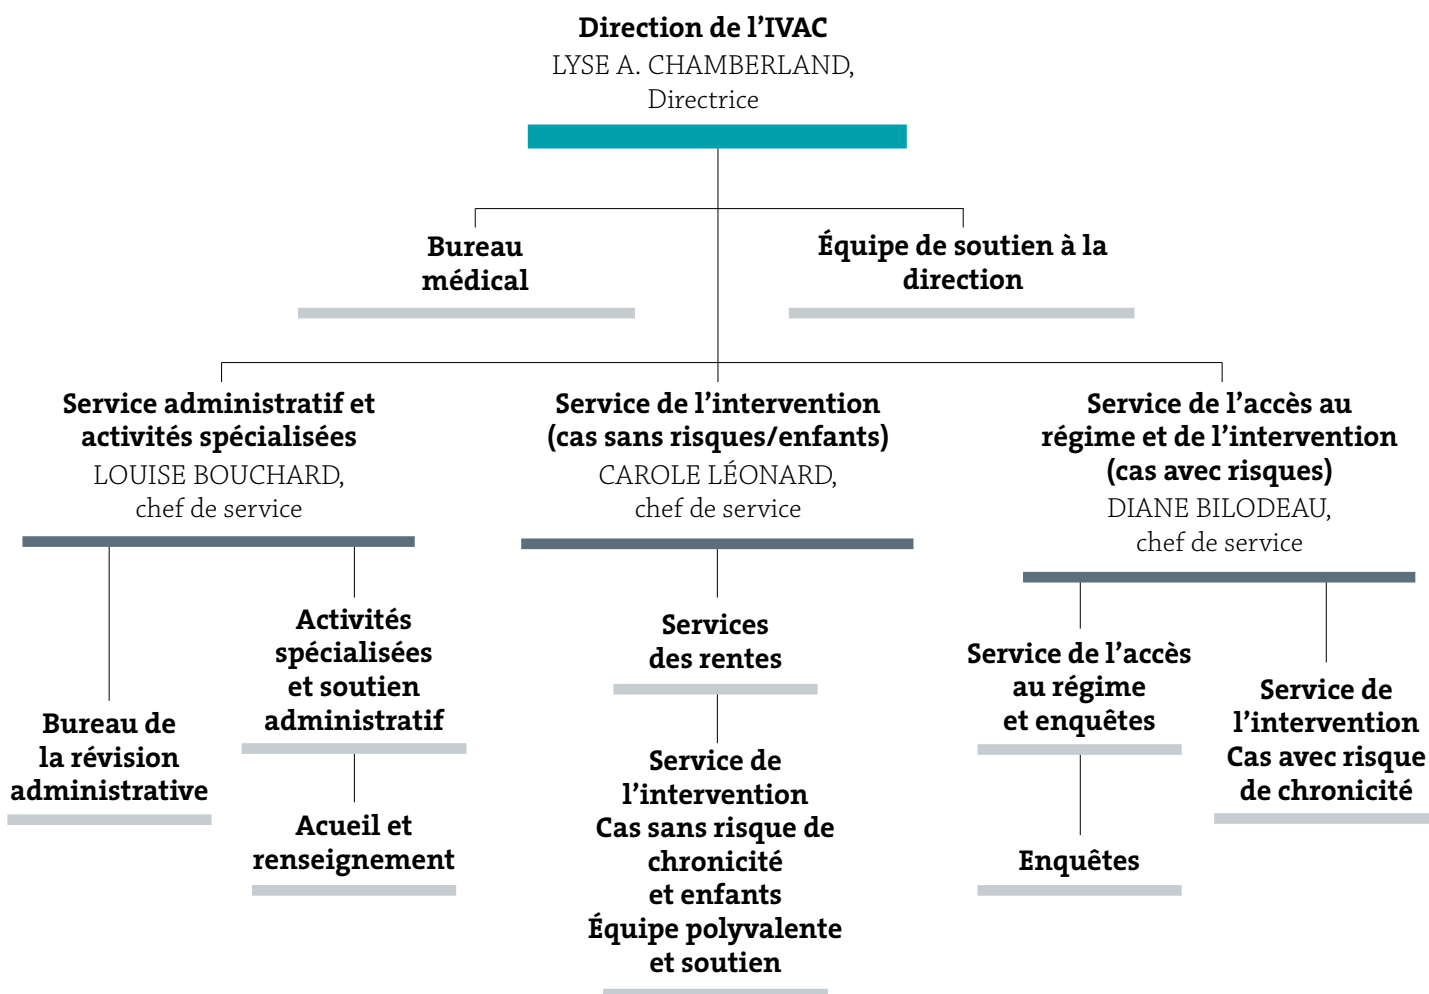 Direction de l’IVAC
LYSE A. CHAMBERLAND,
Directrice
Bureau
médical
Équipe de soutien à la
direction
Service administratif et
activités spécialisées
LOUISE BOUCHARD,
chef de service
Service de l’intervention
(cas sans risques/enfants)
CAROLE LÉONARD,
chef de service
Service de l’accès au
régime et de l’intervention
(cas avec risques)
DIANE BILODEAU,
chef de service
Bureau de
la révision
administrative
Activités
spécialisées
et soutien
administratif
Acueil et
renseignement
Services
des rentes
Service de
l’intervention
Cas sans risque de
chronicité
et enfants
Équipe polyvalente
et soutien
Service de l’accès
au régime
et enquêtes
Enquêtes
Service de
l’intervention
Cas avec risque
de chronicité